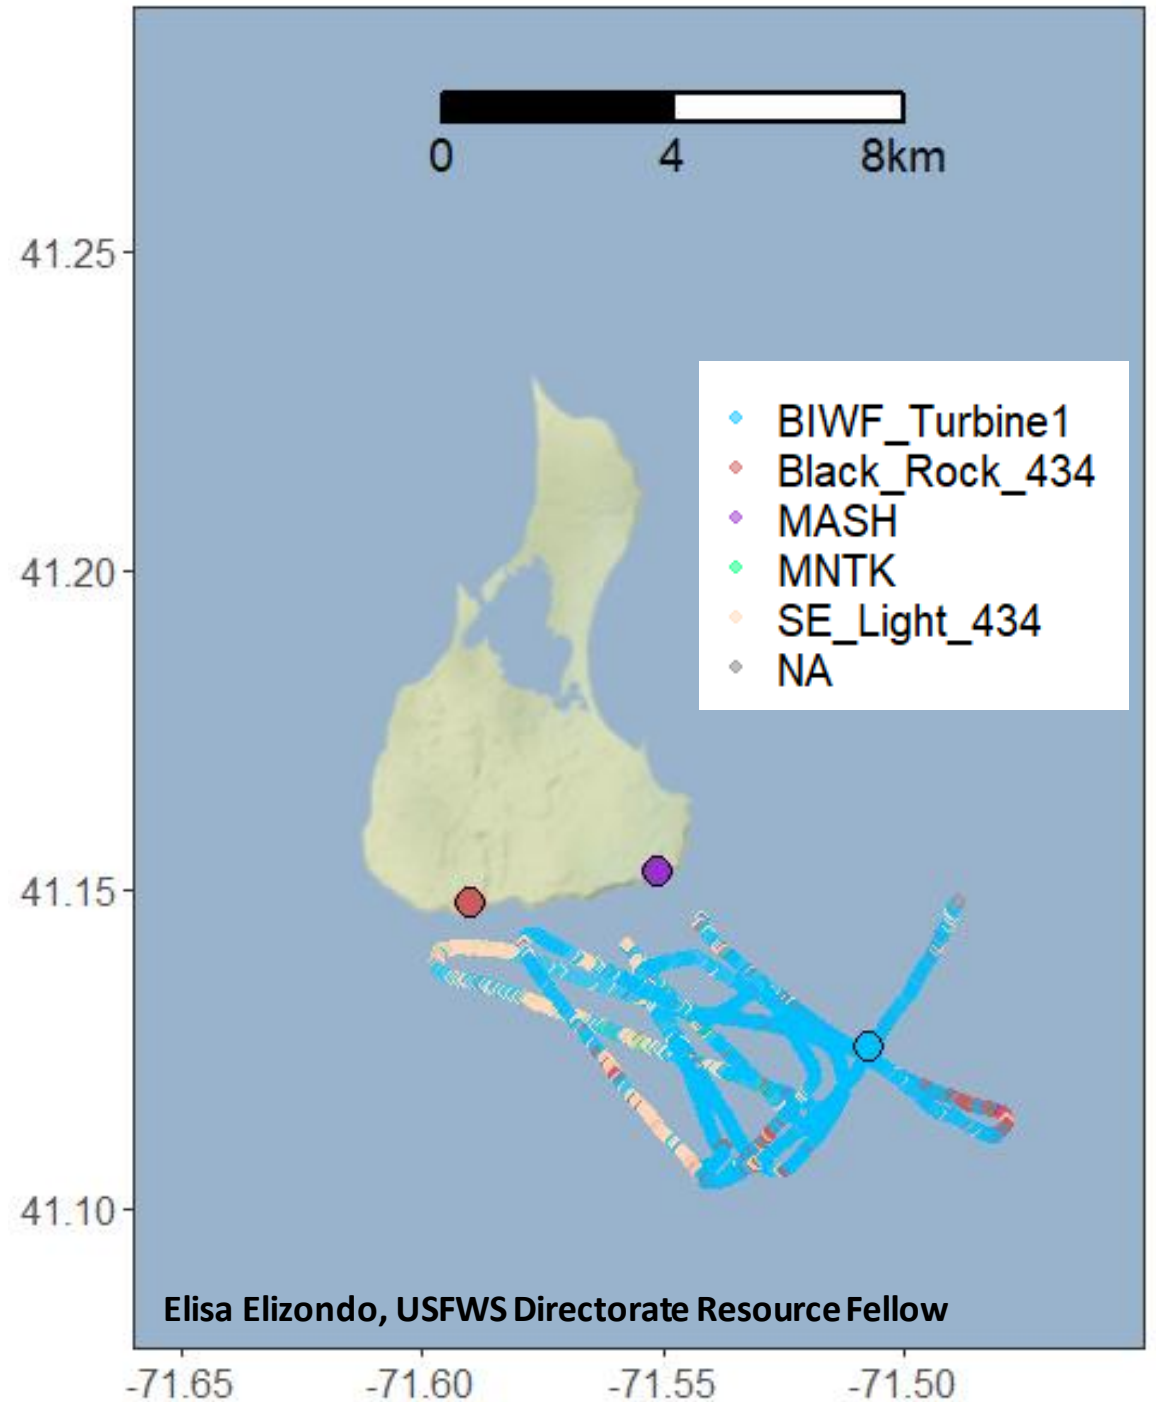 0 4 8km
41.25
BIWF_Turbine1
Black_Rock_434
MASH
MNTK
SE_Light_434
NA
41.20
41.15
41.10
Elisa Elizondo, USFWS Directorate Resource Fellow
-71.65 -71.60 -71.55 -71.50